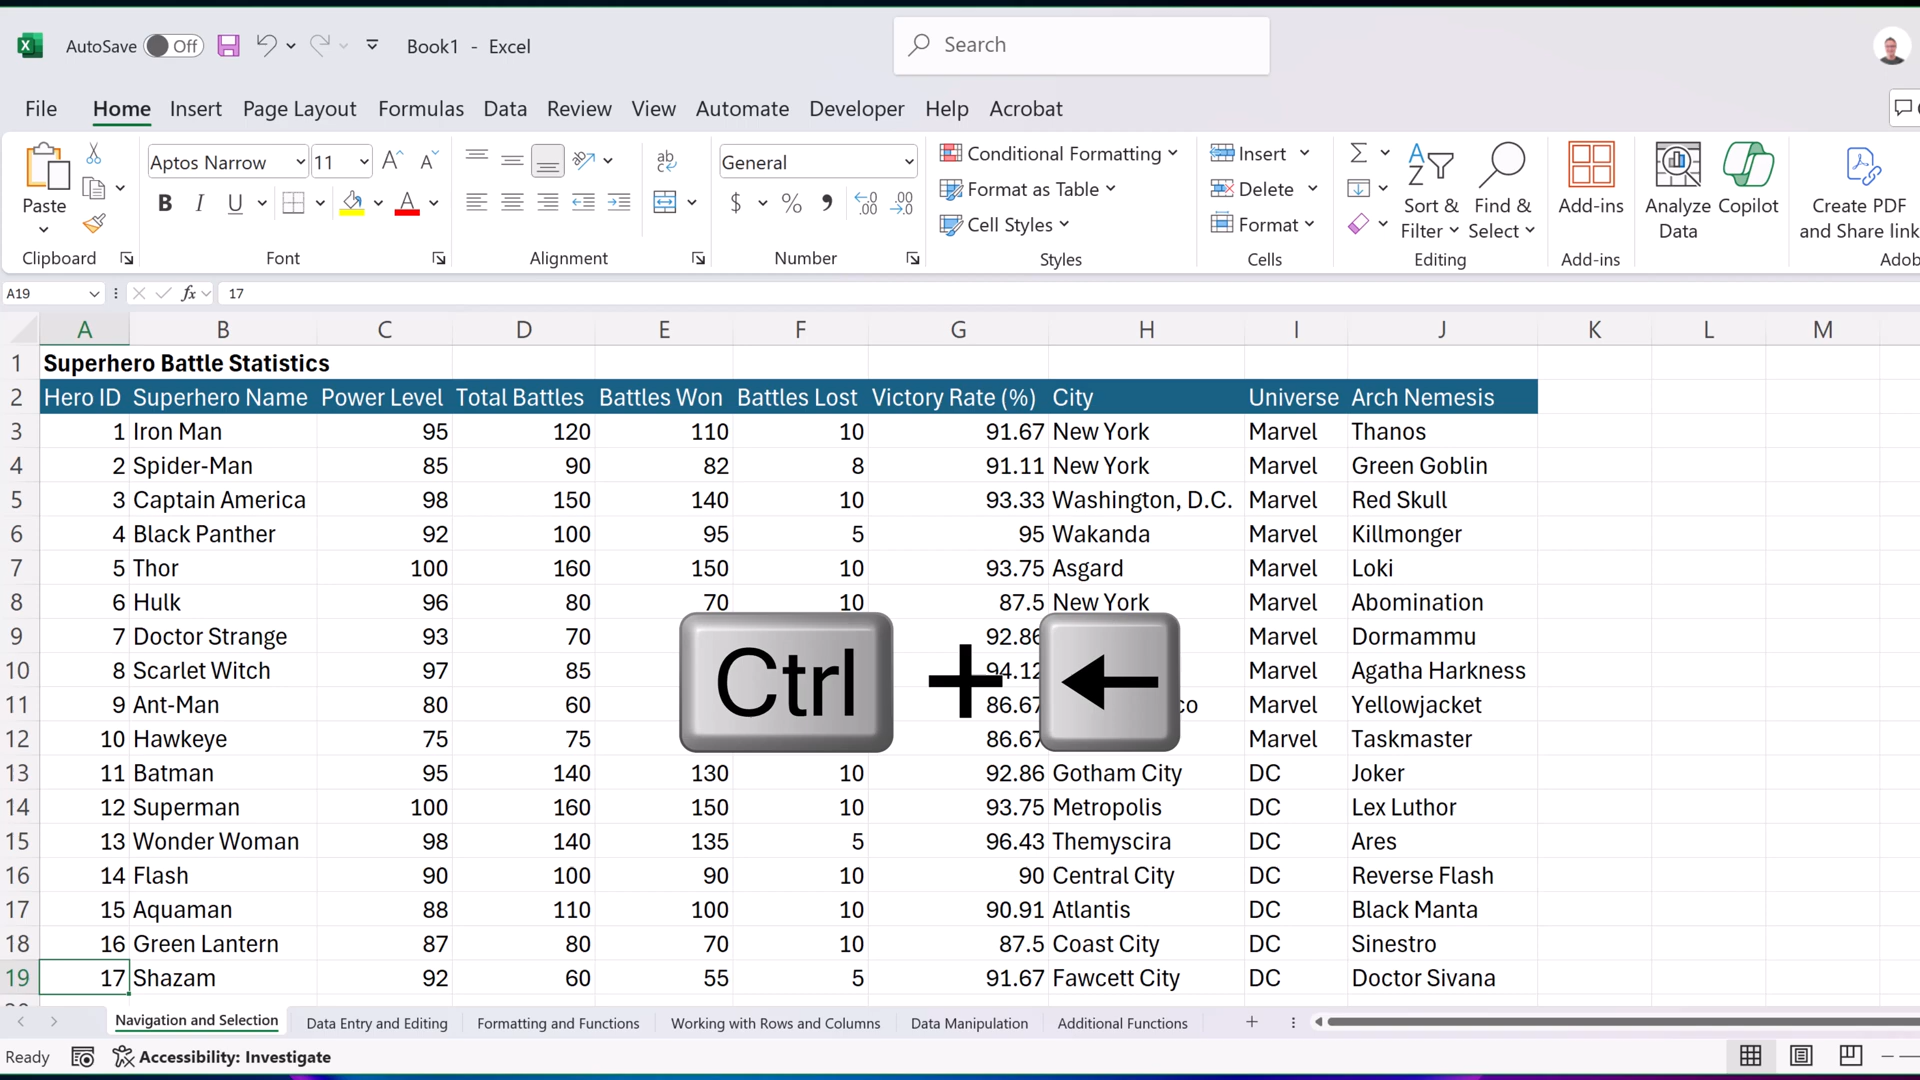 AutoSave Off Book1 - Excel Search
File Home Insert Page Layout Formulas Data Review View Automate Developer Help Acrobat
Paste
Clipboard
Aptos Narrow 11
B I U A
Font
ab
Alignment
General
$ % , .00 .00
Number
Conditional Formatting
Format as Table
Cell Styles
Styles
Insert
Delete
Format
Cells
Sort & Filter
Find & Select
Editing
Add-ins
Add-ins
Analyze Data
Copilot
Create PDF
and Share link
A19 fx 17
A B C D E F G H I J K L M
1 Superhero Battle Statistics
2 Hero ID Superhero Name Power Level Total Battles Battles Won Battles Lost Victory Rate (%) City Universe Arch Nemesis
3 1 Iron Man 95 120 110 10 91.67 New York Marvel Thanos
4 2 Spider-Man 85 90 82 8 91.11 New York Marvel Green Goblin
5 3 Captain America 98 150 140 10 93.33 Washington, D.C. Marvel Red Skull
6 4 Black Panther 92 100 95 5 95 Wakanda Marvel Killmonger
7 5 Thor 100 160 150 10 93.75 Asgard Marvel Loki
8 6 Hulk 96 80 70 10 87.5 New York Marvel Abomination
9 7 Doctor Strange 93 70 92.86 Marvel Dormammu
10 8 Scarlet Witch 97 85 94.12 Marvel Agatha Harkness
11 9 Ant-Man 80 60 86.67 Marvel Yellowjacket
12 10 Hawkeye 75 75 86.67 Marvel Taskmaster
Ctrl + ←
13 11 Batman 95 140 130 10 92.86 Gotham City DC Joker
14 12 Superman 100 160 150 10 93.75 Metropolis DC Lex Luthor
15 13 Wonder Woman 98 140 135 5 96.43 Themyscira DC Ares
16 14 Flash 90 100 90 10 90 Central City DC Reverse Flash
17 15 Aquaman 88 110 100 10 90.91 Atlantis DC Black Manta
18 16 Green Lantern 87 80 70 10 87.5 Coast City DC Sinestro
19 17 Shazam 92 60 55 5 91.67 Fawcett City DC Doctor Sivana
Navigation and Selection Data Entry and Editing Formatting and Functions Working with Rows and Columns Data Manipulation Additional Functions
Ready Accessibility: Investigate